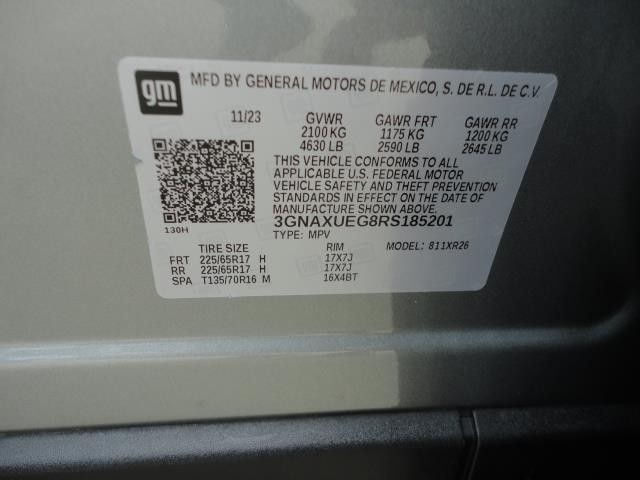 gm
MFD BY GENERAL MOTORS DE MEXICO, S. DE R.L. DE C.V.
11/23 GVWR GAWR FRT GAWR RR
2100 KG 1175 KG 1200 KG
4630 LB 2590 LB 2645 LB
THIS VEHICLE CONFORMS TO ALL
APPLICABLE U.S. FEDERAL MOTOR
VEHICLE SAFETY AND THEFT PREVENTION
STANDARDS IN EFFECT ON THE DATE OF
MANUFACTURE SHOWN ABOVE.
3GNAXUEG8RS185201
130H
TYPE: MPV MODEL: 811XR26
TIRE SIZE RIM
FRT 225/65R17 H 17X7J
RR 225/65R17 H 17X7J
SPA T135/70R16 M 16X4BT